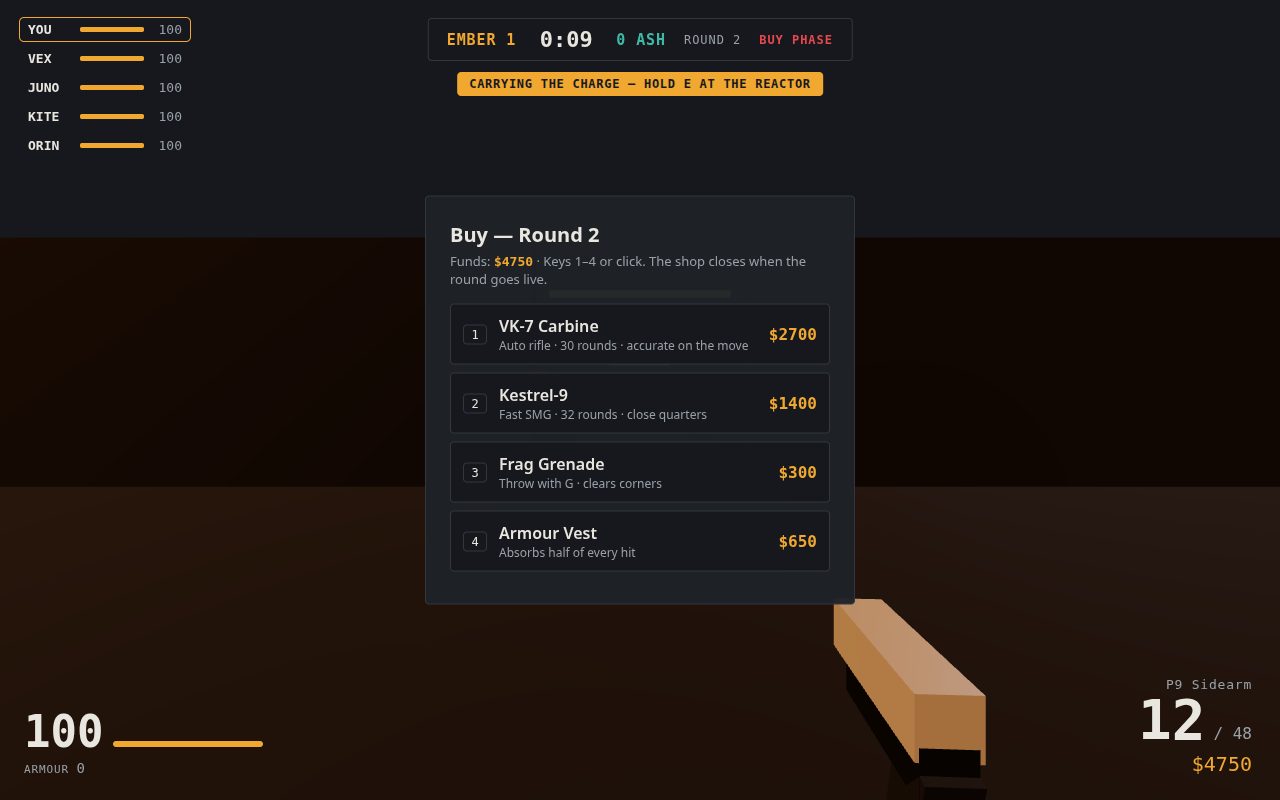 YOU 100
VEX 100
JUNO 100
KITE 100
ORIN 100
EMBER 1 0:09 0 ASH ROUND 2 BUY PHASE
CARRYING THE CHARGE — HOLD E AT THE REACTOR
Buy — Round 2
Funds: $4750 · Keys 1–4 or click. The shop closes when the
round goes live.
1 VK-7 Carbine $2700
Auto rifle · 30 rounds · accurate on the move
2 Kestrel-9 $1400
Fast SMG · 32 rounds · close quarters
3 Frag Grenade $300
Throw with G · clears corners
4 Armour Vest $650
Absorbs half of every hit
100
ARMOUR 0
P9 Sidearm
12 / 48
$4750